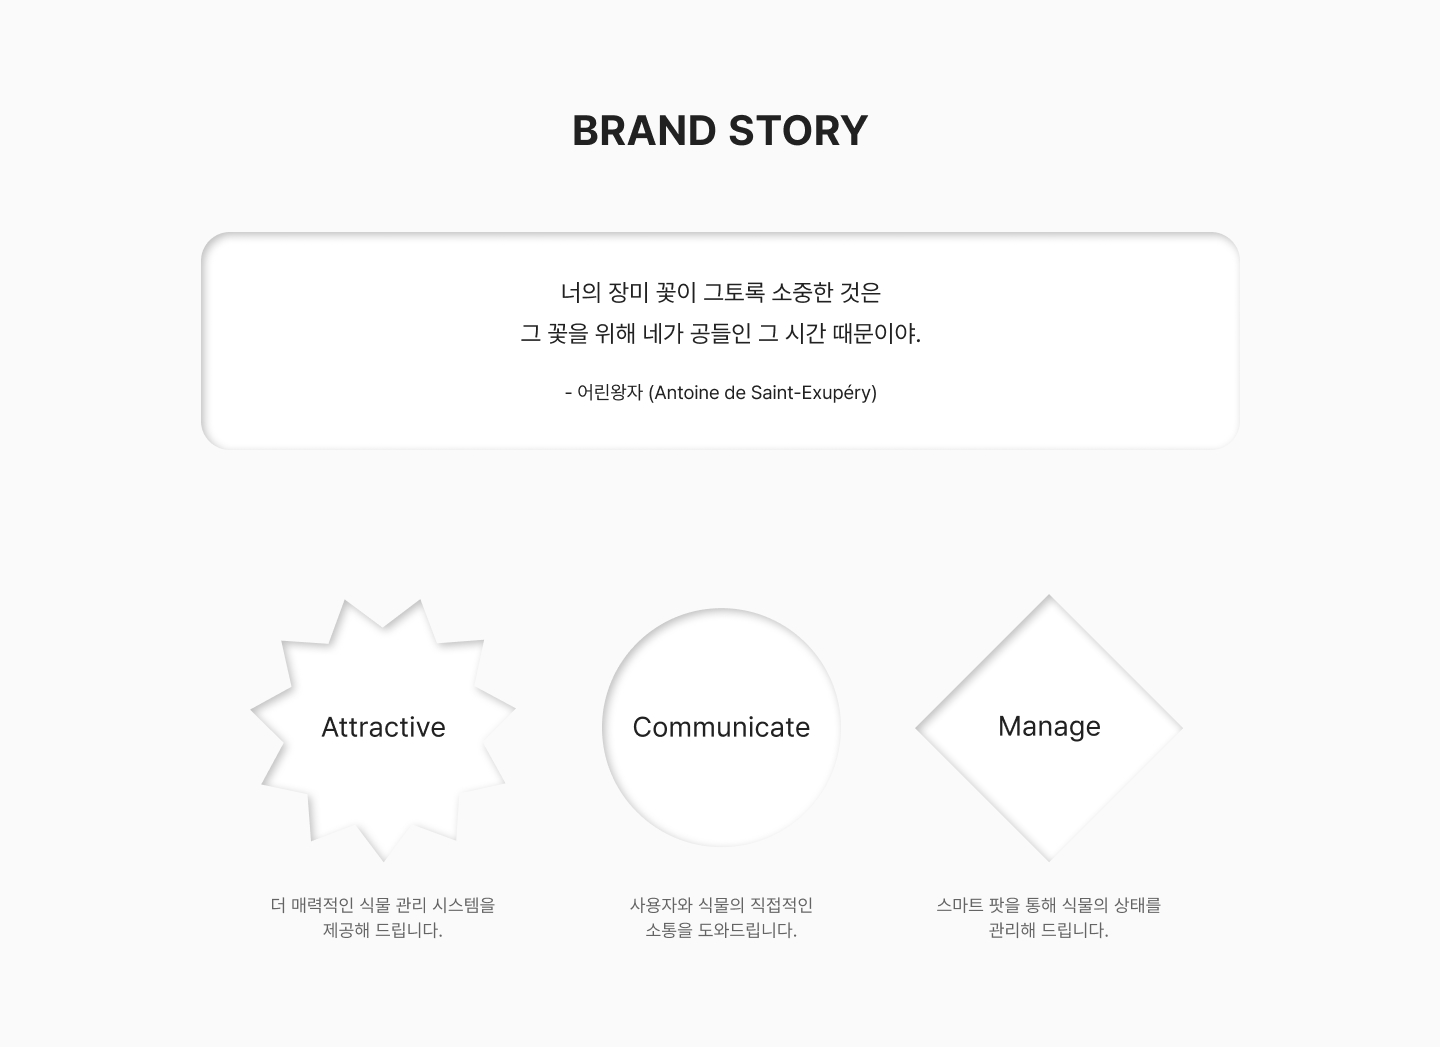 BRAND STORY
너의 장미 꽃이 그토록 소중한 것은
그 꽃을 위해 네가 공들인 그 시간 때문이야.
- 어린왕자 (Antoine de Saint-Exupéry)
Attractive
Communicate
Manage
더 매력적인 식물 관리 시스템을
제공해 드립니다.
사용자와 식물의 직접적인
소통을 도와드립니다.
스마트 팟을 통해 식물의 상태를
관리해 드립니다.